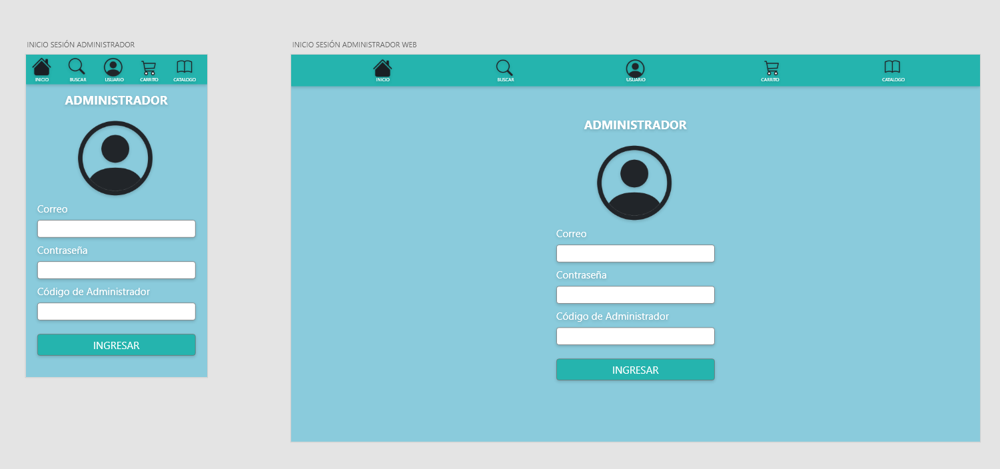 INICIO SESIÓN ADMINISTRADOR
INICIO BUSCAR USUARIO CARRITO CATALOGO
ADMINISTRADOR
Correo
Contraseña
Código de Administrador
INGRESAR
INICIO SESIÓN ADMINISTRADOR WEB
INICIO BUSCAR USUARIO CARRITO CATALOGO
ADMINISTRADOR
Correo
Contraseña
Código de Administrador
INGRESAR